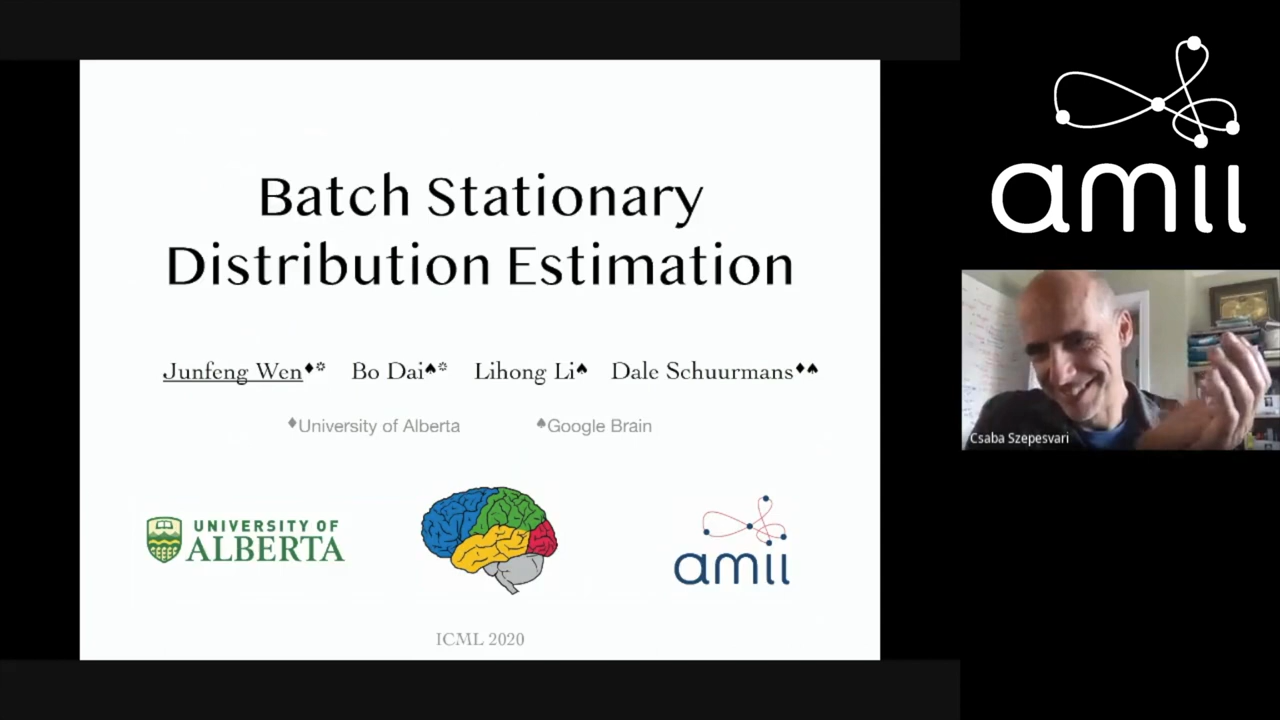 Batch Stationary
Distribution Estimation
Junfeng Wen♦☼ Bo Dai♠☼ Lihong Li♠ Dale Schuurmans♦♠
♦University of Alberta ♠Google Brain
UNIVERSITY OF
ALBERTA
amii
ICML 2020
amii
Csaba Szepesvari